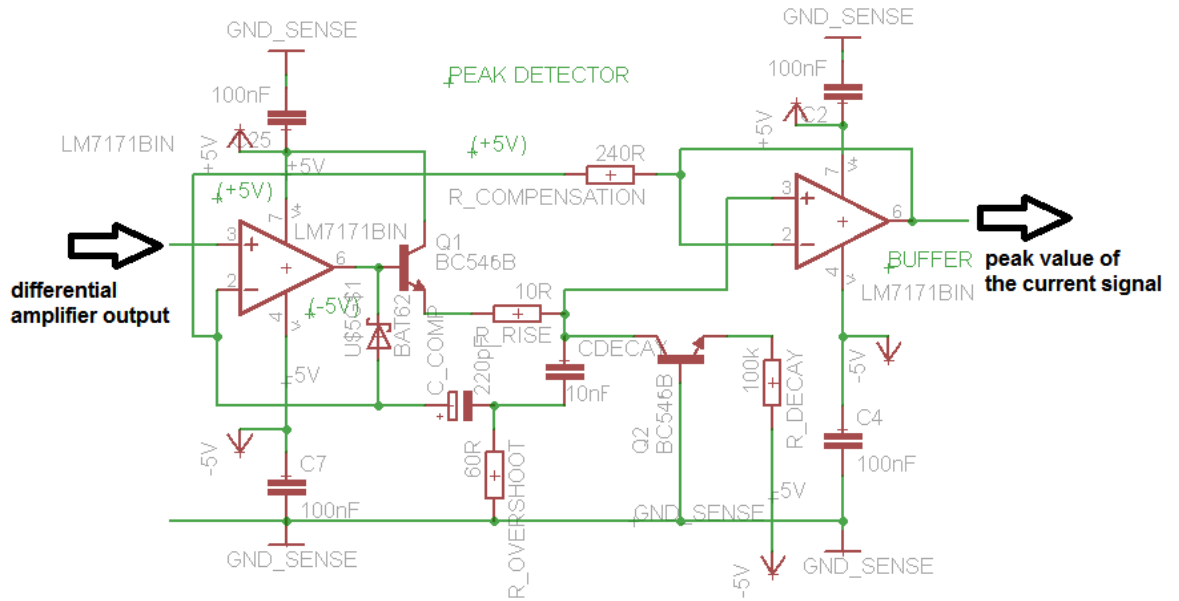 GND_SENSE
GND_SENSE
PEAK DETECTOR
100nF
100nF
LM7171BIN
C2
+5V
+5V
(+5V)
240R
+5V
7
V+
R_COMPENSATION
7
V+
(+5V)
LM7171BIN
3
2
6
Q1
BC546B
3
2
6
BUFFER
LM7171BIN
4
V-
differential
amplifier output
peak value of
the current signal
4
V-
(-5V)
BAT62
10R
R_RISE
C_COMP
220pF
CDECAY
10nF
Q2
BC546B
100k
R_DECAY
-5V
-5V
-5V
60R
R_OVERSHOOT
C7
100nF
C4
100nF
GND_SENSE
-5V
-5V
GND_SENSE
GND_SENSE